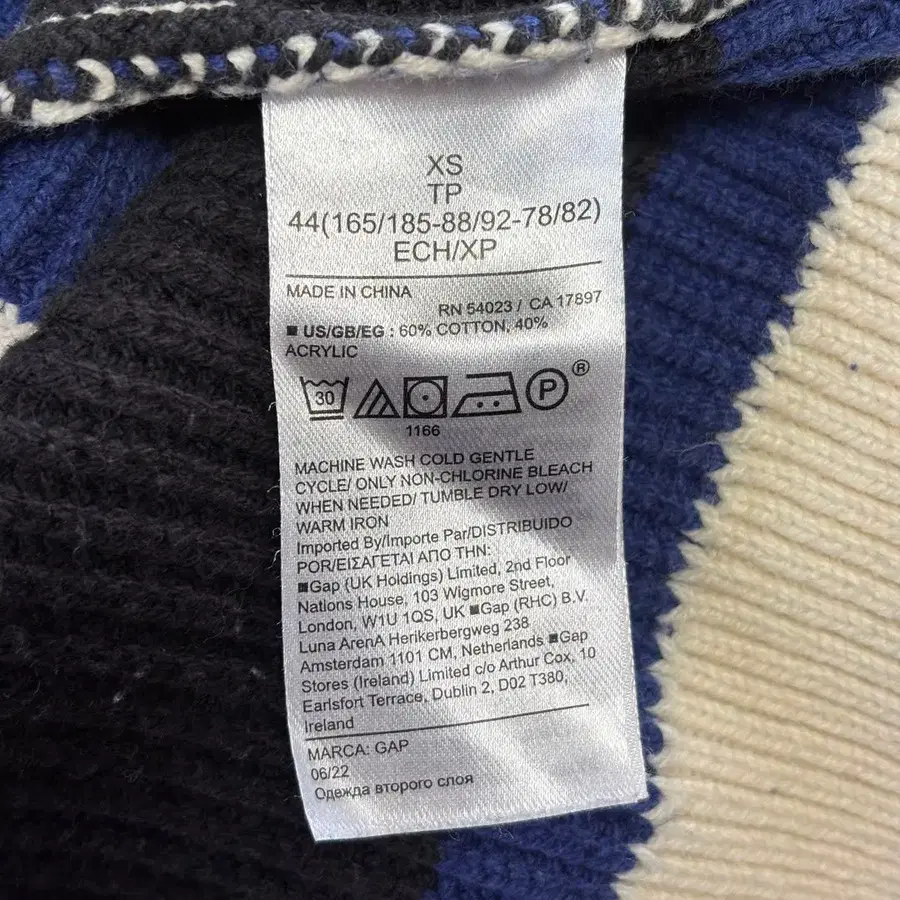 XS
TP
44(165/185-88/92-78/82)
ECH/XP
MADE IN CHINA
RN 54023 / CA 17897
■ US/GB/EG : 60% COTTON, 40%
ACRYLIC
30 P ®
1166
MACHINE WASH COLD GENTLE
CYCLE/ ONLY NON-CHLORINE BLEACH
WHEN NEEDED/ TUMBLE DRY LOW/
WARM IRON
Imported By/Importe Par/DISTRIBUIDO
POR/ΕΙΣΑΓΕΤΑΙ ΑΠΟ ΤΗΝ:
■Gap (UK Holdings) Limited, 2nd Floor
Nations House, 103 Wigmore Street,
London, W1U 1QS, UK ■Gap (RHC) B.V.
Luna ArenA Herikerbergweg 238
Amsterdam 1101 CM, Netherlands ■Gap
Stores (Ireland) Limited c/o Arthur Cox, 10
Earlsfort Terrace, Dublin 2, D02 T380,
Ireland
MARCA: GAP
06/22
Одежда второго слоя